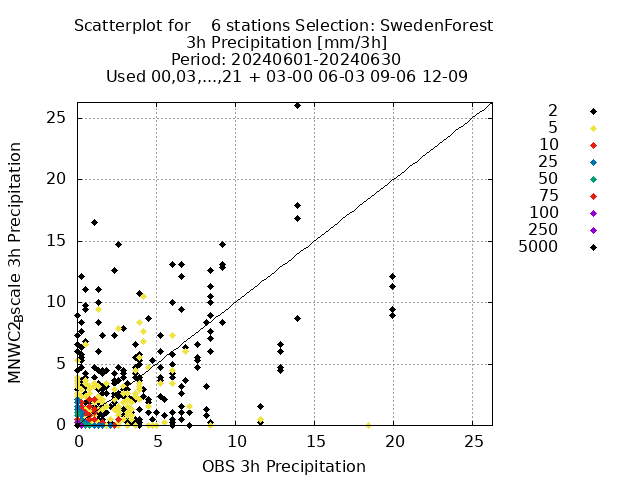 Scatterplot for 6 stations Selection: SwedenForest
3h Precipitation [mm/3h]
Period: 20240601-20240630
Used 00,03,...,21 + 03-00 06-03 09-06 12-09
25
20
15
10
5
0
0 5 10 15 20 25
MNWC2Bscale 3h Precipitation
OBS 3h Precipitation
2
5
10
25
50
75
100
250
5000